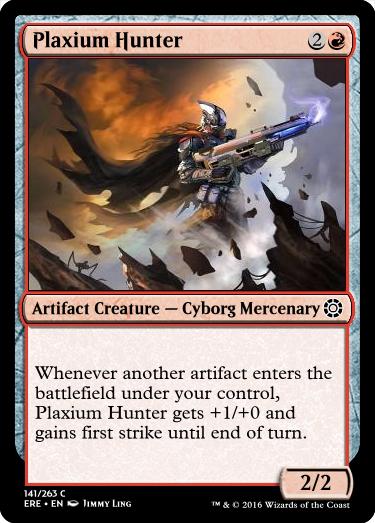 Plaxium Hunter 2
Artifact Creature — Cyborg Mercenary
Whenever another artifact enters the
battlefield under your control,
Plaxium Hunter gets +1/+0 and
gains first strike until end of turn.
2/2
141/263 C
ERE • EN Jimmy Ling ™ & © 2016 Wizards of the Coast